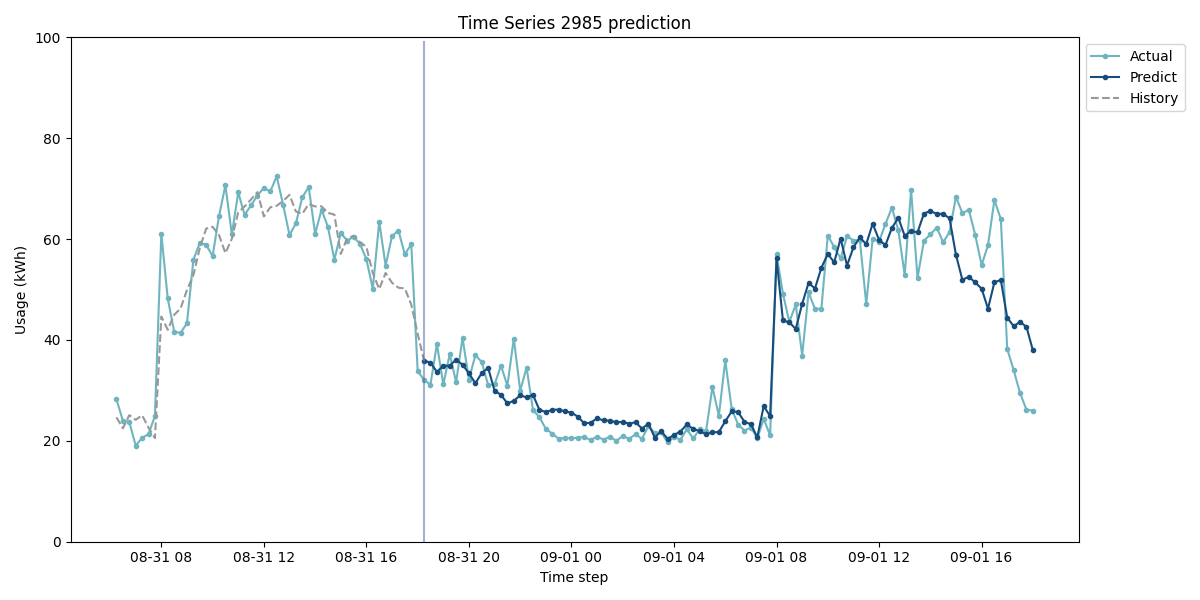 Time Series 2985 prediction
Usage (kWh)
100
80
60
40
20
0
08-31 08
08-31 12
08-31 16
08-31 20
09-01 00
09-01 04
09-01 08
09-01 12
09-01 16
Time step
Actual
Predict
History